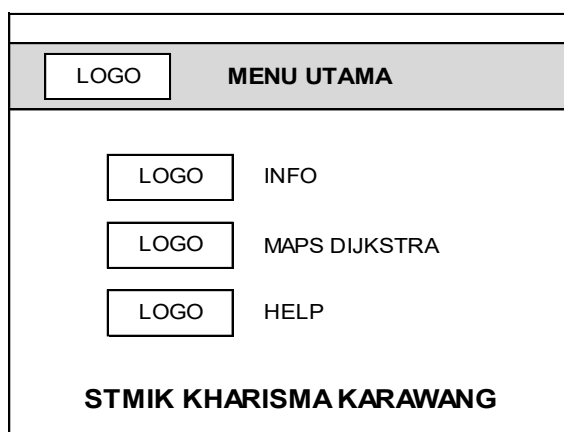 LOGO MENU UTAMA
LOGO INFO
LOGO MAPS DIJKSTRA
LOGO HELP
STMIK KHARISMA KARAWANG